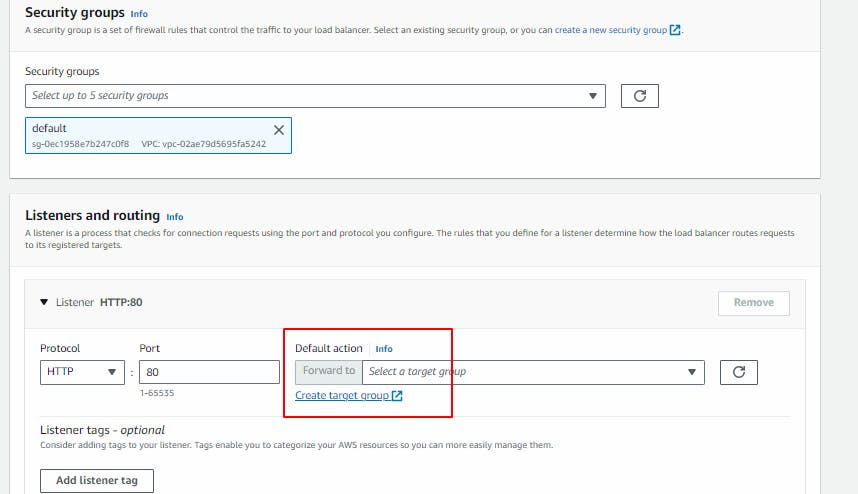 Security groups Info
A security group is a set of firewall rules that control the traffic to your load balancer. Select an existing security group, or you can create a new security group.
Security groups
Select up to 5 security groups
default
sg-0ec1958e7b247c0f8 VPC: vpc-02ae79d5695fa5242
Listeners and routing Info
A listener is a process that checks for connection requests using the port and protocol you configure. The rules that you define for a listener determine how the load balancer routes requests
to its registered targets.
Listener HTTP:80 Remove
Protocol Port Default action Info
HTTP : 80 Forward to Select a target group
1-65535 Create target group
Listener tags - optional
Consider adding tags to your listener. Tags enable you to categorize your AWS resources so you can more easily manage them.
Add listener tag